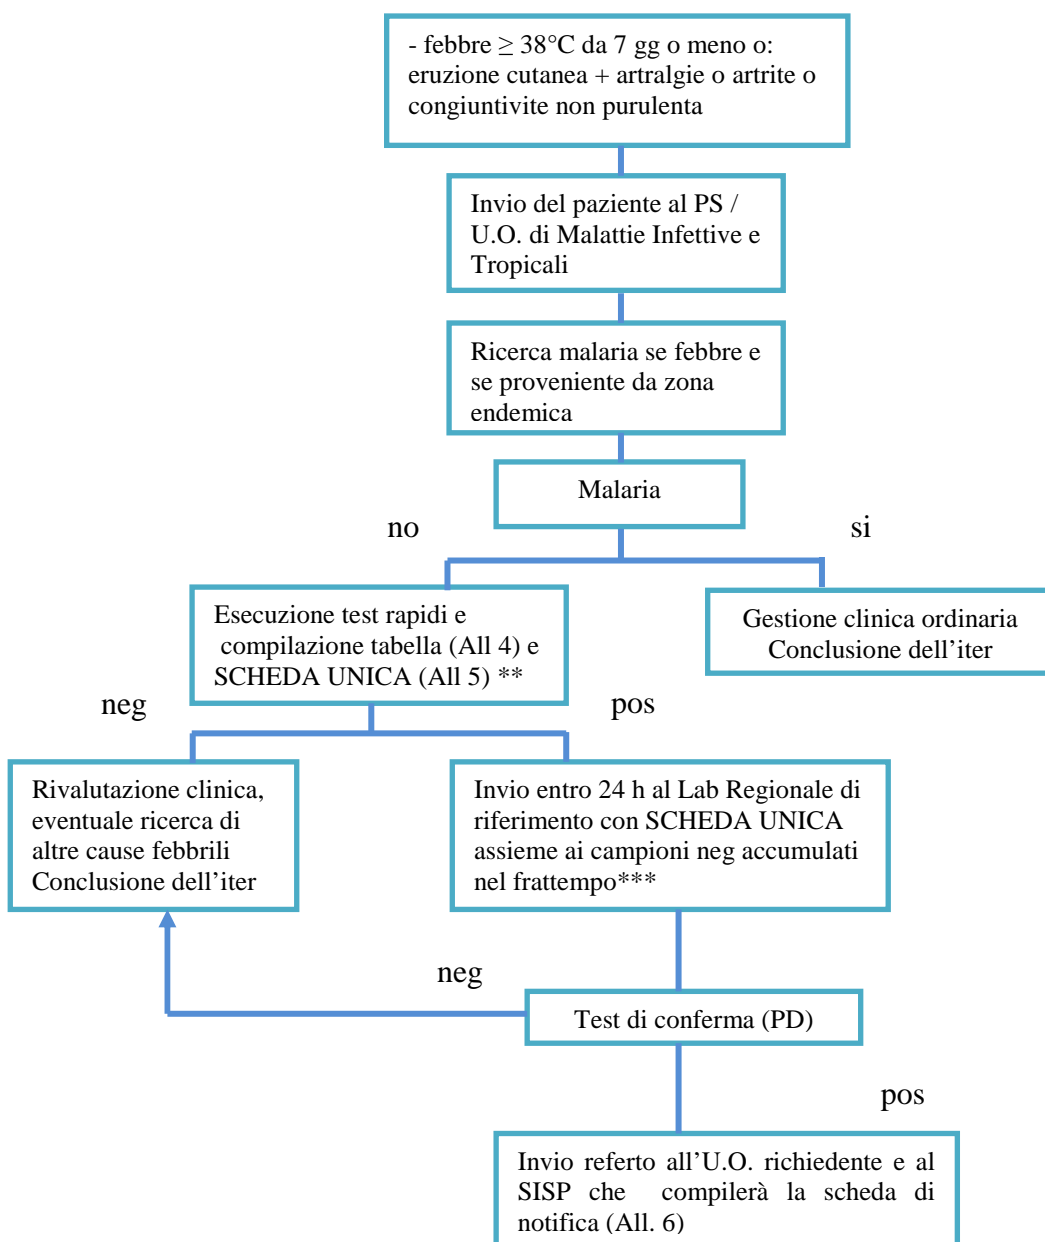 - febbre ≥ 38°C da 7 gg o meno o:
eruzione cutanea + artralgie o artrite o
congiuntivite non purulenta
Invio del paziente al PS /
U.O. di Malattie Infettive e
Tropicali
Ricerca malaria se febbre e
se proveniente da zona
endemica
Malaria
no
si
Esecuzione test rapidi e
compilazione tabella (All 4) e
SCHEDA UNICA (All 5) **
Gestione clinica ordinaria
Conclusione dell’iter
neg
pos
Rivalutazione clinica,
eventuale ricerca di
altre cause febbrili
Conclusione dell’iter
Invio entro 24 h al Lab Regionale di
riferimento con SCHEDA UNICA
assieme ai campioni neg accumulati
nel frattempo***
neg
Test di conferma (PD)
pos
Invio referto all’U.O. richiedente e al
SISP che compilerà la scheda di
notifica (All. 6)